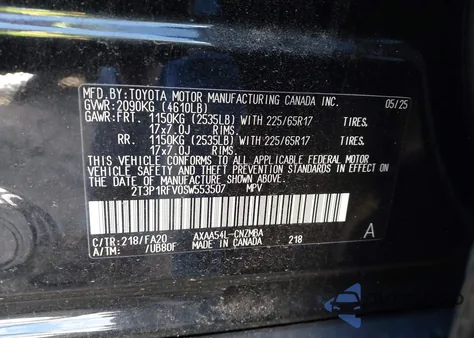 MFD.BY:TOYOTA MOTOR MANUFACTURING CANADA INC. 05/25
GVWR:2090KG (4610LB)
GAWR:FRT. 1150KG (2535LB) WITH 225/65R17 TIRES.
17x7.0J RIMS.
RR. 1150KG (2535LB) WITH 225/65R17 TIRES.
17x7.0J RIMS.
THIS VEHICLE CONFORMS TO ALL APPLICABLE FEDERAL MOTOR
VEHICLE SAFETY AND THEFT PREVENTION STANDARDS IN EFFECT
ON THE DATE OF MANUFACTURE SHOWN ABOVE.
2T3P1RFV0SW553507 MPV
C/TR:218/FA20 AXAA54L-CNZMBA A
A/TM: /UB80F MADE IN CANADA 218